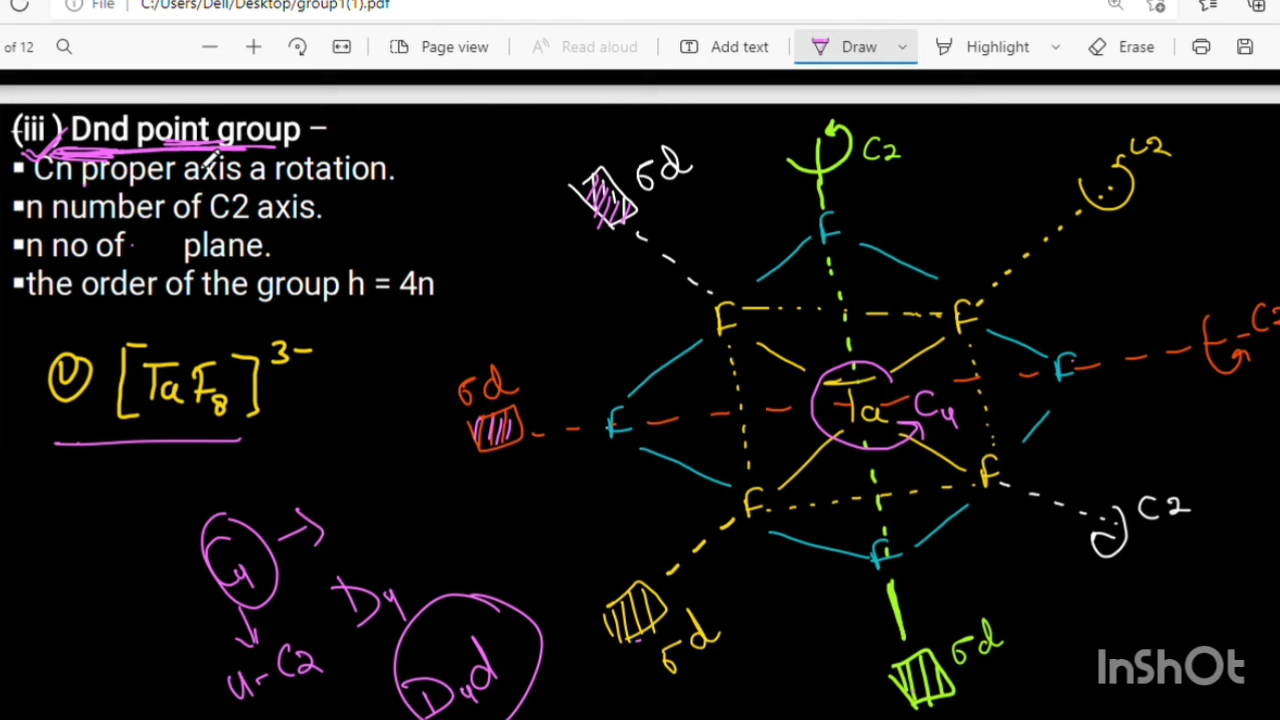 File C:/Users/Dell/Desktop/group1(1).pdf
of 12 Page view Read aloud Add text Draw Highlight Erase
(iii) Dnd point group –
▪ Cn proper axis a rotation.
▪n number of C2 axis.
▪n no of plane.
▪the order of the group h = 4n
[TaF8]3-
C2
C2
σd
F
F
F
C2
F
σd
F
Ta
C4
F
F
C2
F
σd
σd
C4
4-C2
D4
D4d
InShOt